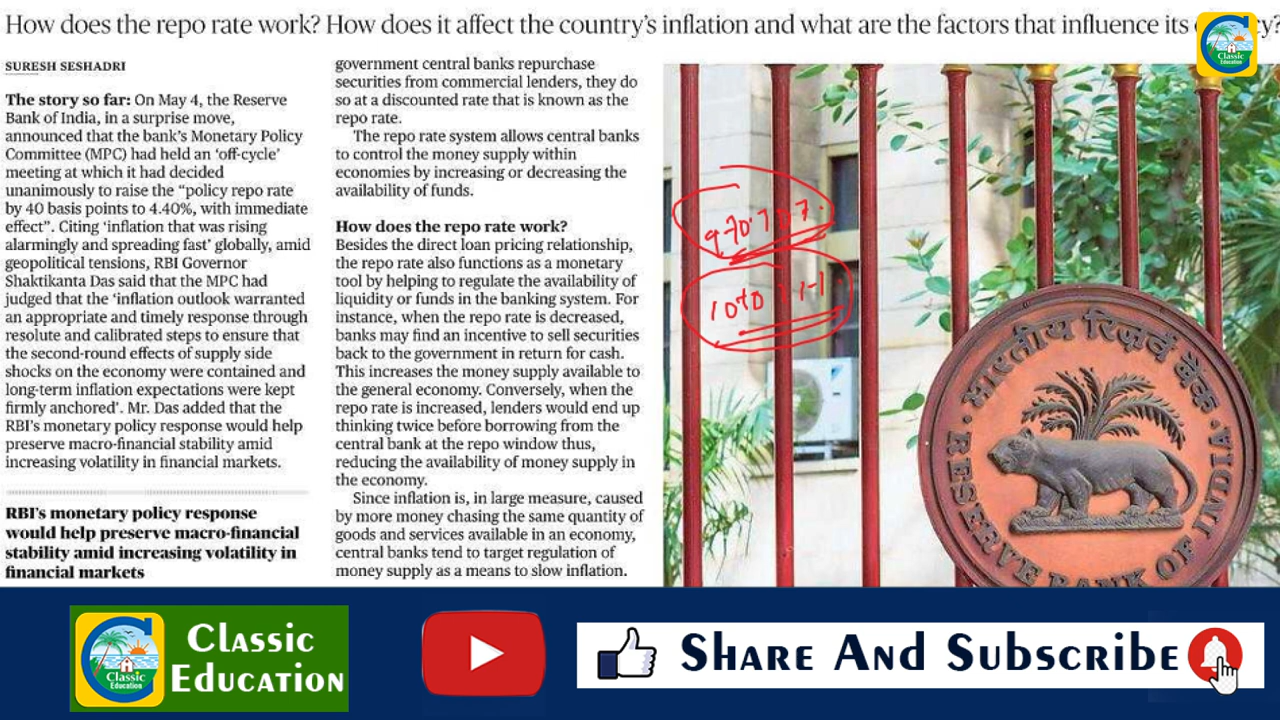 How does the repo rate work? How does it affect the country's inflation and what are the factors that influence its
SURESH SESHADRI
The story so far: On May 4, the Reserve
Bank of India, in a surprise move,
announced that the bank's Monetary Policy
Committee (MPC) had held an 'off-cycle'
meeting at which it had decided
unanimously to raise the "policy repo rate
by 40 basis points to 4.40%, with immediate
effect". Citing 'inflation that was rising
alarmingly and spreading fast' globally, amid
geopolitical tensions, RBI Governor
Shaktikanta Das said that the MPC had
judged that the 'inflation outlook warranted
an appropriate and timely response through
resolute and calibrated steps to ensure that
the second-round effects of supply side
shocks on the economy were contained and
long-term inflation expectations were kept
firmly anchored'. Mr. Das added that the
RBI's monetary policy response would help
preserve macro-financial stability amid
increasing volatility in financial markets.
RBI's monetary policy response
would help preserve macro-financial
stability amid increasing volatility in
financial markets
government central banks repurchase
securities from commercial lenders, they do
so at a discounted rate that is known as the
repo rate.
The repo rate system allows central banks
to control the money supply within
economies by increasing or decreasing the
availability of funds.
How does the repo rate work?
Besides the direct loan pricing relationship,
the repo rate also functions as a monetary
tool by helping to regulate the availability of
liquidity or funds in the banking system. For
instance, when the repo rate is decreased,
banks may find an incentive to sell securities
back to the government in return for cash.
This increases the money supply available to
the general economy. Conversely, when the
repo rate is increased, lenders would end up
thinking twice before borrowing from the
central bank at the repo window thus,
reducing the availability of money supply in
the economy.
Since inflation is, in large measure, caused
by more money chasing the same quantity of
goods and services available in an economy,
central banks tend to target regulation of
money supply as a means to slow inflation.
Classic
Education
भारतीय रिज़र्व बैंक
RESERVE BANK OF INDIA
Classic
Education
Classic
Education
Share And Subscribe